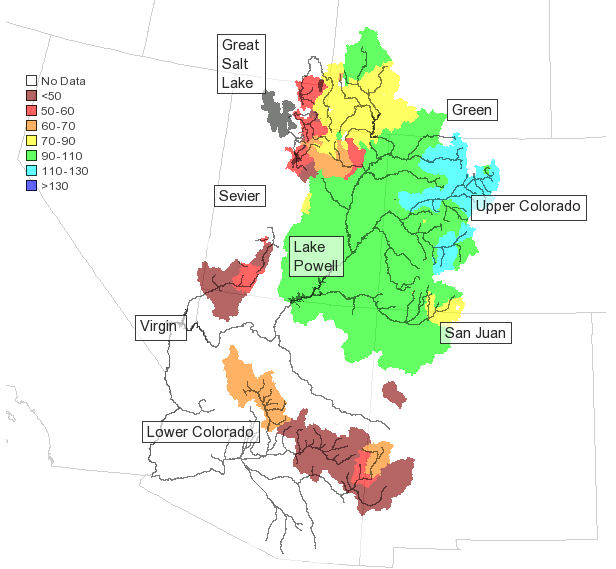 Great
Salt
Lake
No Data
<50
50-60
60-70
70-90
90-110
110-130
>130
Green
Sevier
Upper Colorado
Lake
Powell
Virgin
San Juan
Lower Colorado